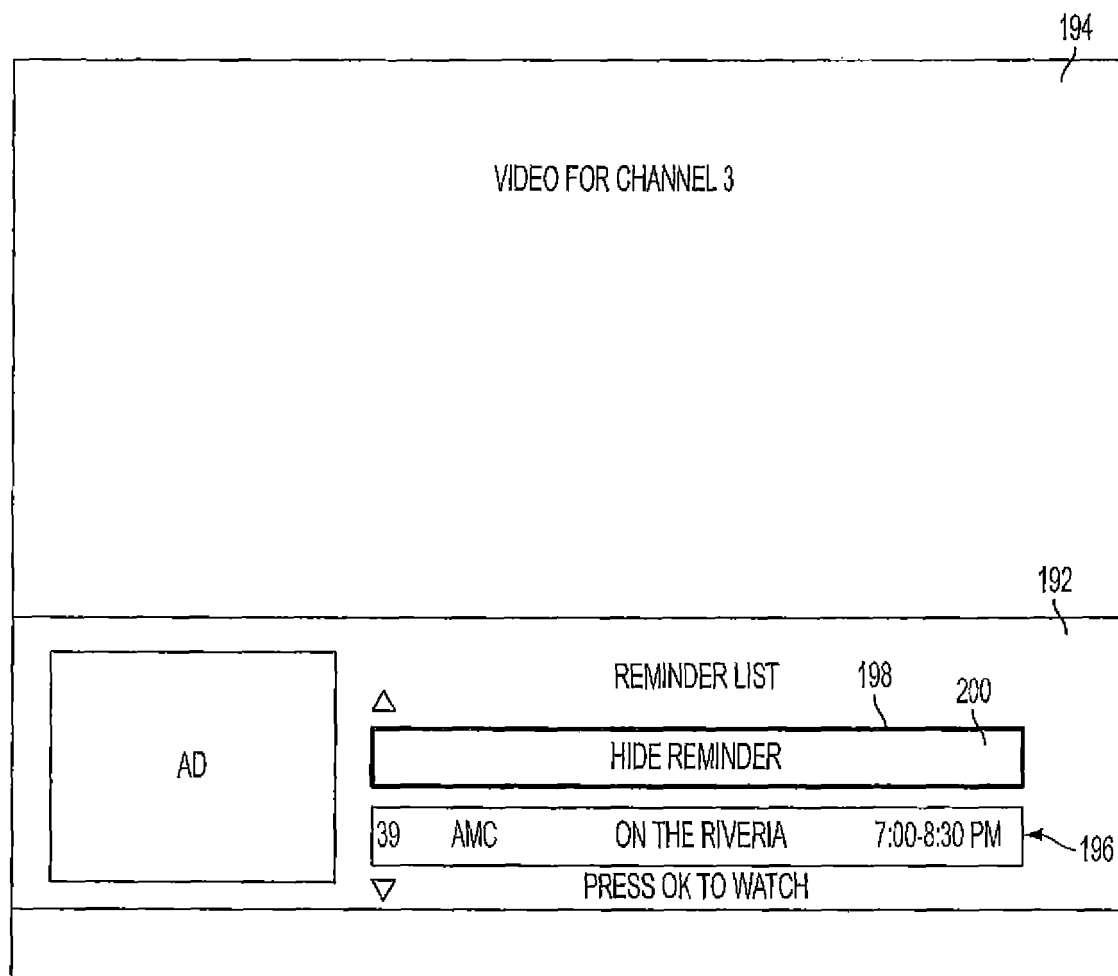 194
VIDEO FOR CHANNEL 3
192
REMINDER LIST
198
200
AD
HIDE REMINDER
39 AMC ON THE RIVERIA 7:00-8:30 PM
196
PRESS OK TO WATCH